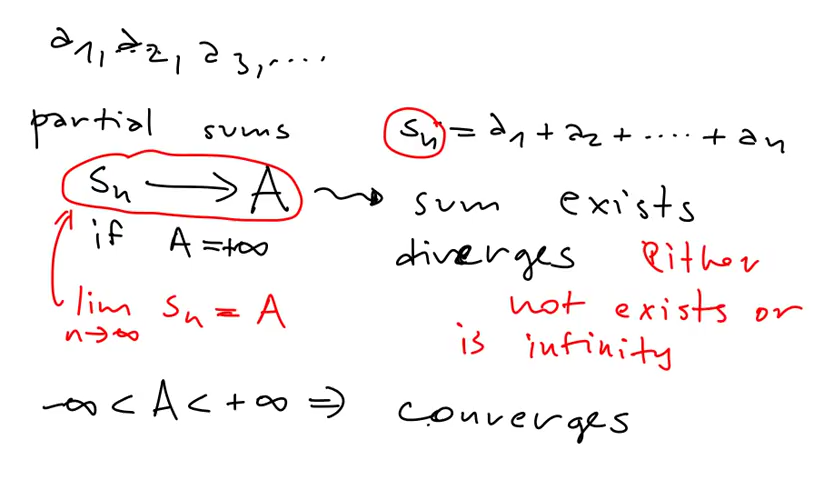 a₁, a₂, a₃, ....
partial sums sₙ = a₁ + a₂ + .... + aₙ
sₙ ⟶ A ⇝ sum exists
if A = +∞ diverges either
not exists or
lim sₙ = A
n→∞
is infinity
-∞ < A < +∞ ⇒ converges